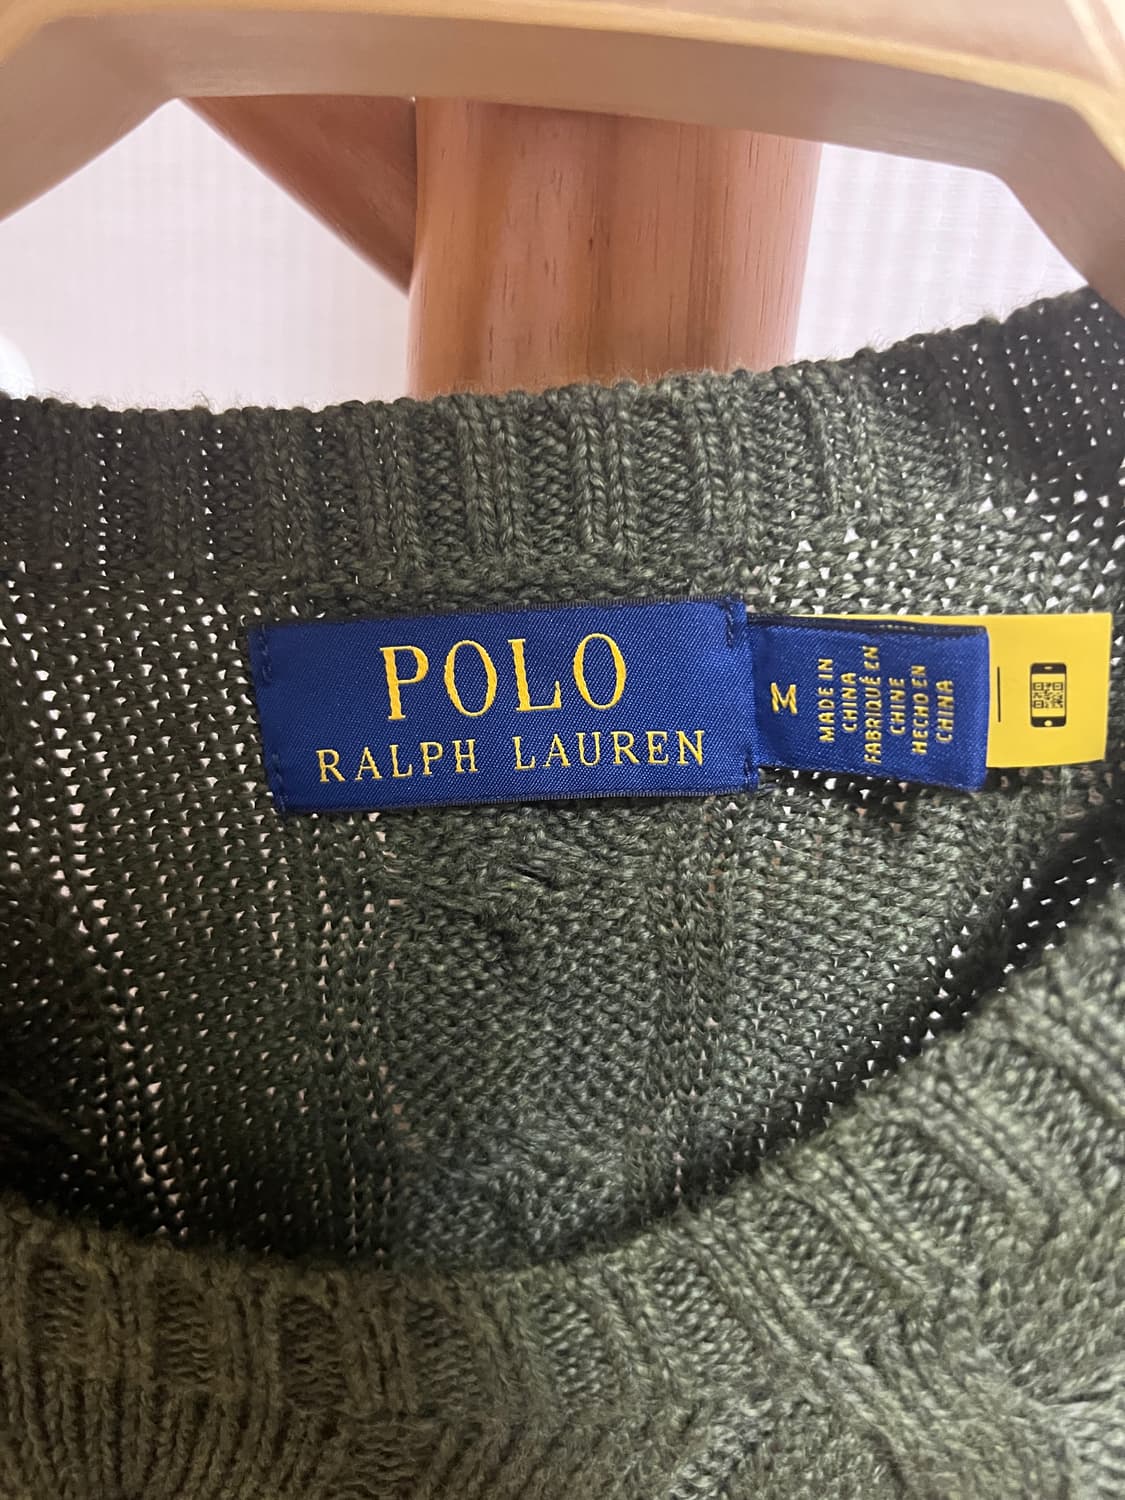 POLO
RALPH LAUREN
M
MADE IN
CHINA
FABRIQUÉ EN
CHINE
HECHO EN
CHINA